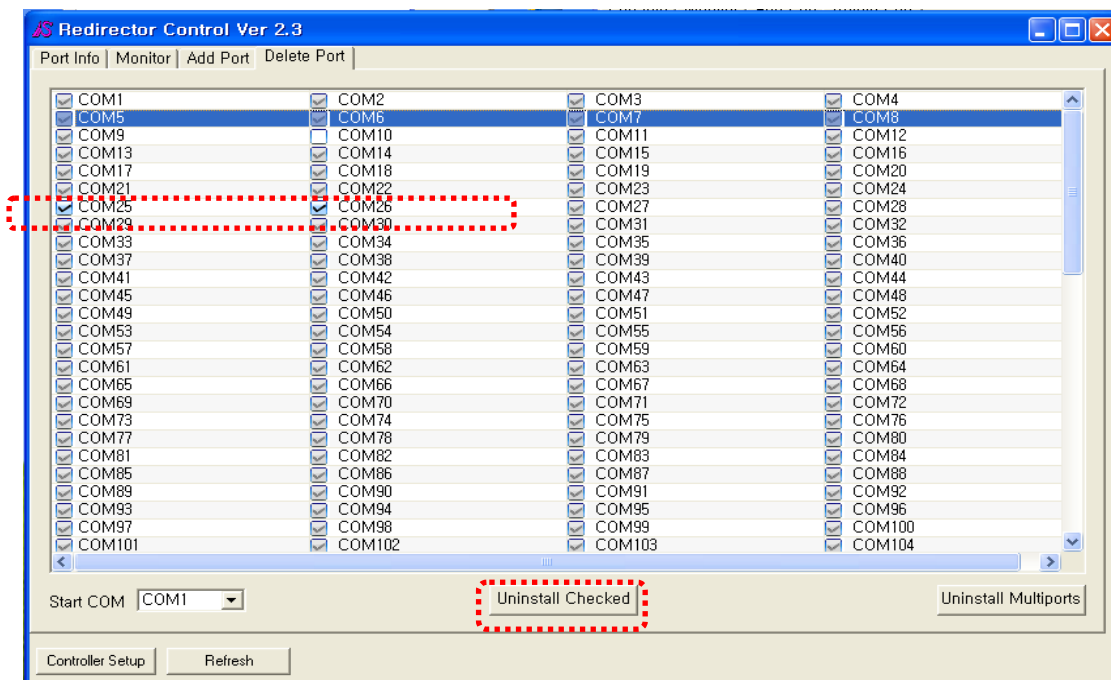 Redirector Control Ver 2.3
Port Info Monitor Add Port Delete Port
COM1 COM2 COM3 COM4
COM5 COM6 COM7 COM8
COM9 COM10 COM11 COM12
COM13 COM14 COM15 COM16
COM17 COM18 COM19 COM20
COM21 COM22 COM23 COM24
COM25 COM26 COM27 COM28
COM29 COM30 COM31 COM32
COM33 COM34 COM35 COM36
COM37 COM38 COM39 COM40
COM41 COM42 COM43 COM44
COM45 COM46 COM47 COM48
COM49 COM50 COM51 COM52
COM53 COM54 COM55 COM56
COM57 COM58 COM59 COM60
COM61 COM62 COM63 COM64
COM65 COM66 COM67 COM68
COM69 COM70 COM71 COM72
COM73 COM74 COM75 COM76
COM77 COM78 COM79 COM80
COM81 COM82 COM83 COM84
COM85 COM86 COM87 COM88
COM89 COM90 COM91 COM92
COM93 COM94 COM95 COM96
COM97 COM98 COM99 COM100
COM101 COM102 COM103 COM104
Start COM COM1 Uninstall Checked Uninstall Multiports
Controller Setup Refresh